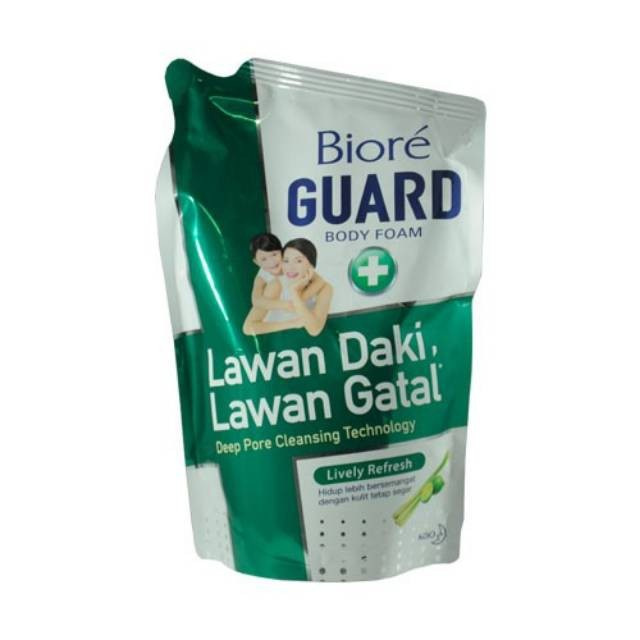 Bioré
GUARD
BODY FOAM
Lawan Daki,
Lawan Gatal*
Deep Pore Cleansing Technology
Lively Refresh
Hidup lebih bersemangat
dengan kulit tetap segar
KAO